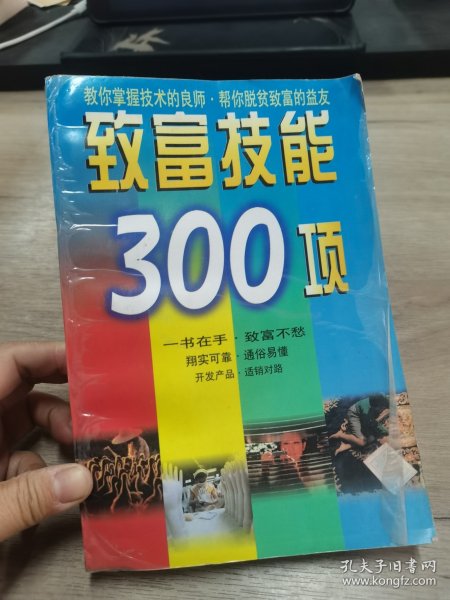 教你掌握技术的良师·帮你脱贫致富的益友
致富技能
300项
一书在手·致富不愁
翔实可靠·通俗易懂
开发产品·适销对路
孔夫子旧书网
www.kongfz.com